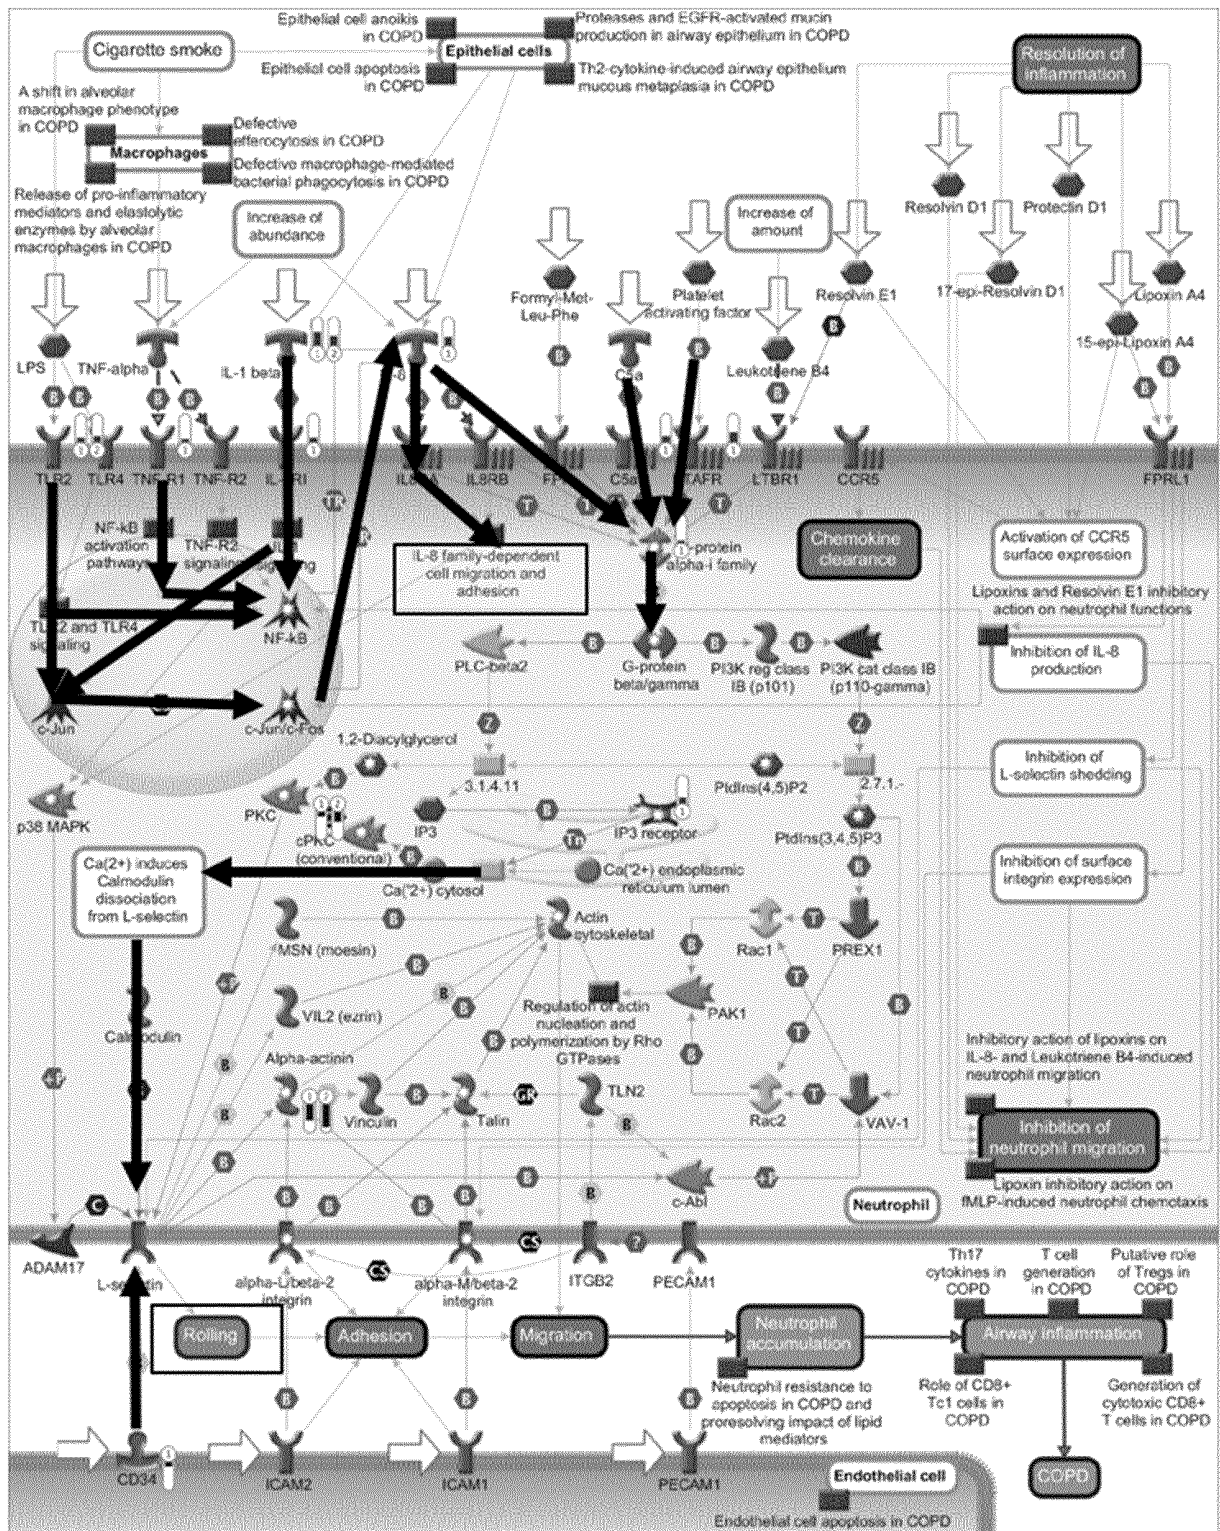 Epithelial cell anoikis
in COPD
Proteases and EGFR-activated mucin
production in airway epithelium in COPD
Cigarette smoke
Epithelial cells
Epithelial cell apoptosis
in COPD
Th2-cytokine-induced airway epithelium
mucous metaplasia in COPD
Resolution of
inflammation
A shift in alveolar
macrophage phenotype
in COPD
Macrophages
Defective
efferocytosis in COPD
Defective macrophage-mediated
bacterial phagocytosis in COPD
Release of pro-inflammatory
mediators and elastolytic
enzymes by alveolar
macrophages in COPD
Increase of
abundance
Increase of
amount
Resolvin D1
Protectin D1
Formyl-Met-
Leu-Phe
Platelet
activating factor
Resolvin E1
17-epi-Resolvin D1
Lipoxin A4
15-epi-Lipoxin A4
LPS
TNF-alpha
IL-1 beta
C5a
Leukotriene B4
TLR2
TLR4
TNF-R1
TNF-R2
IL8RB
LTBR1
CCR5
FPRL1
NF-kB
activation
pathways
TNF-R2
signaling
IL-8 family-dependent
cell migration and
adhesion
G-protein
alpha-i family
Chemokine
clearance
Activation of CCR5
surface expression
Lipoxins and Resolvin E1 inhibitory
action on neutrophil functions
TLR2 and TLR4
signaling
NF-kB
PLC-beta2
G-protein
beta/gamma
PI3K reg class
IB (p101)
PI3K cat class IB
(p110-gamma)
Inhibition of IL-8
production
c-Jun
c-Jun/c-Fos
1,2-Diacylglycerol
3.1.4.11
PtdIns(4,5)P2
2.7.1.-
Inhibition of
L-selectin shedding
p38 MAPK
PKC
cPKC
(conventional)
IP3
IP3 receptor
PtdIns(3,4,5)P3
Ca(2+) induces
Calmodulin
dissociation
from L-selectin
Ca('2+) cytosol
Ca('2+) endoplasmic
reticulum lumen
Inhibition of surface
integrin expression
MSN (moesin)
Actin
cytoskeletal
Rac1
PREX1
VIL2 (ezrin)
Calmodulin
Regulation of actin
nucleation and
polymerization by Rho
GTPases
PAK1
Inhibitory action of lipoxins on
IL-8- and Leukotriene B4-induced
neutrophil migration
Alpha-actinin
Vinculin
Talin
TLN2
Rac2
VAV-1
Inhibition of
neutrophil migration
c-Abl
Lipoxin inhibitory action on
fMLP-induced neutrophil chemotaxis
Neutrophil
ADAM17
L-selectin
alpha-L/beta-2
integrin
alpha-M/beta-2
integrin
ITGB2
PECAM1
Th17
cytokines in
COPD
T cell
generation
in COPD
Putative role
of Tregs in
COPD
Rolling
Adhesion
Migration
Neutrophil
accumulation
Airway inflammation
Neutrophil resistance to
apoptosis in COPD and
proresolving impact of lipid
mediators
Role of CD8+
Tc1 cells in
COPD
Generation of
cytotoxic CD8+
T cells in COPD
CD34
ICAM2
ICAM1
PECAM1
Endothelial cell
COPD
Endothelial cell apoptosis in COPD